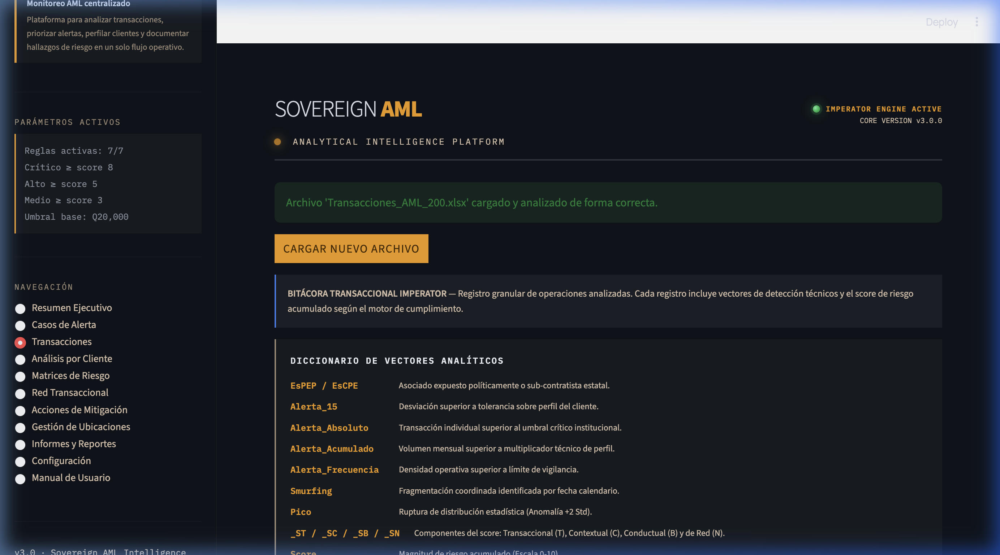 Monitoreo AML centralizado
Plataforma para analizar transacciones,
priorizar alertas, perfilar clientes y documentar
hallazgos de riesgo en un solo flujo operativo.
PARÁMETROS ACTIVOS
Reglas activas: 7/7
Crítico ≥ score 8
Alto ≥ score 5
Medio ≥ score 3
Umbral base: Q20,000
NAVEGACIÓN
Resumen Ejecutivo
Casos de Alerta
Transacciones
Análisis por Cliente
Matrices de Riesgo
Red Transaccional
Acciones de Mitigación
Gestión de Ubicaciones
Informes y Reportes
Configuración
Manual de Usuario
v3.0 · Sovereign AML Intelligence
Deploy
SOVEREIGN AML
IMPERATOR ENGINE ACTIVE
CORE VERSION v3.0.0
ANALYTICAL INTELLIGENCE PLATFORM
Archivo 'Transacciones_AML_200.xlsx' cargado y analizado de forma correcta.
CARGAR NUEVO ARCHIVO
BITÁCORA TRANSACCIONAL IMPERATOR — Registro granular de operaciones analizadas. Cada registro incluye vectores de detección técnicos y el score de riesgo
acumulado según el motor de cumplimiento.
DICCIONARIO DE VECTORES ANALÍTICOS
EsPEP / EsCPE Asociado expuesto políticamente o sub-contratista estatal.
Alerta_15 Desviación superior a tolerancia sobre perfil del cliente.
Alerta_Absoluto Transacción individual superior al umbral crítico institucional.
Alerta_Acumulado Volumen mensual superior a multiplicador técnico de perfil.
Alerta_Frecuencia Densidad operativa superior a límite de vigilancia.
Smurfing Fragmentación coordinada identificada por fecha calendario.
Pico Ruptura de distribución estadística (Anomalía +2 Std).
_ST / _SC / _SB / _SN Componentes del score: Transaccional (T), Contextual (C), Conductual (B) y de Red (N).
Score Magnitud de riesgo acumulado (Escala 0-10)